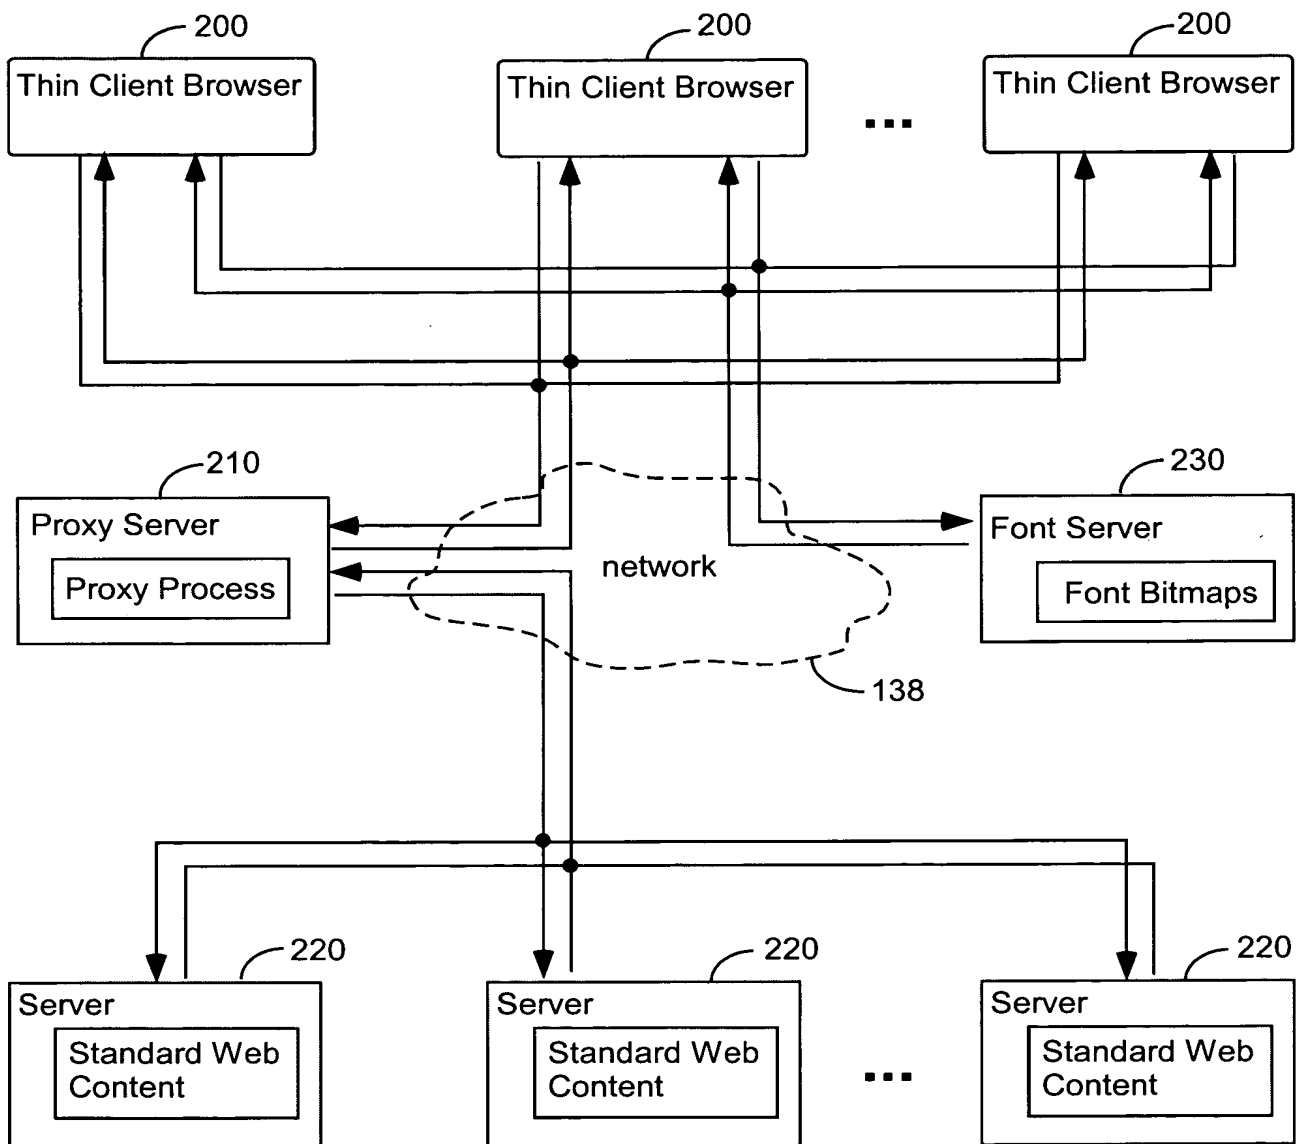 200
200
200
Thin Client Browser
Thin Client Browser
Thin Client Browser
...
210
230
Proxy Server
Proxy Process
network
Font Server
Font Bitmaps
138
220
220
220
Server
Standard Web
Content
Server
Standard Web
Content
...
Server
Standard Web
Content